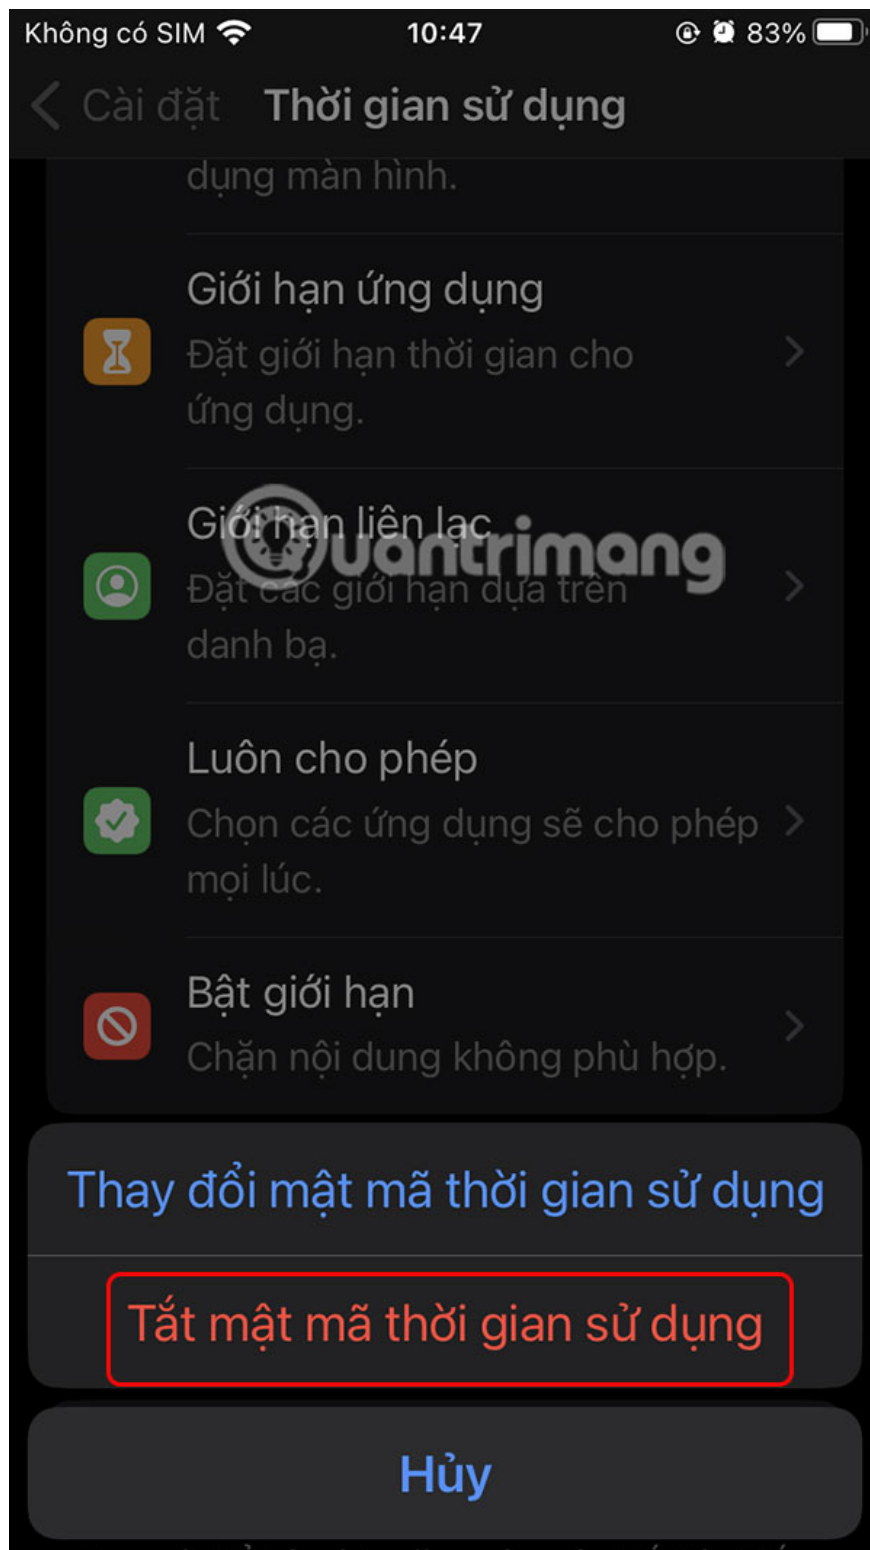 Không có SIM 10:47 83%
Cài đặt Thời gian sử dụng
dụng màn hình.
Giới hạn ứng dụng
Đặt giới hạn thời gian cho
ứng dụng.
Giới hạn liên lạc
Quantrimang
Đặt các giới hạn dựa trên
danh bạ.
Luôn cho phép
Chọn các ứng dụng sẽ cho phép
mọi lúc.
Bật giới hạn
Chặn nội dung không phù hợp.
Thay đổi mật mã thời gian sử dụng
Tắt mật mã thời gian sử dụng
Hủy